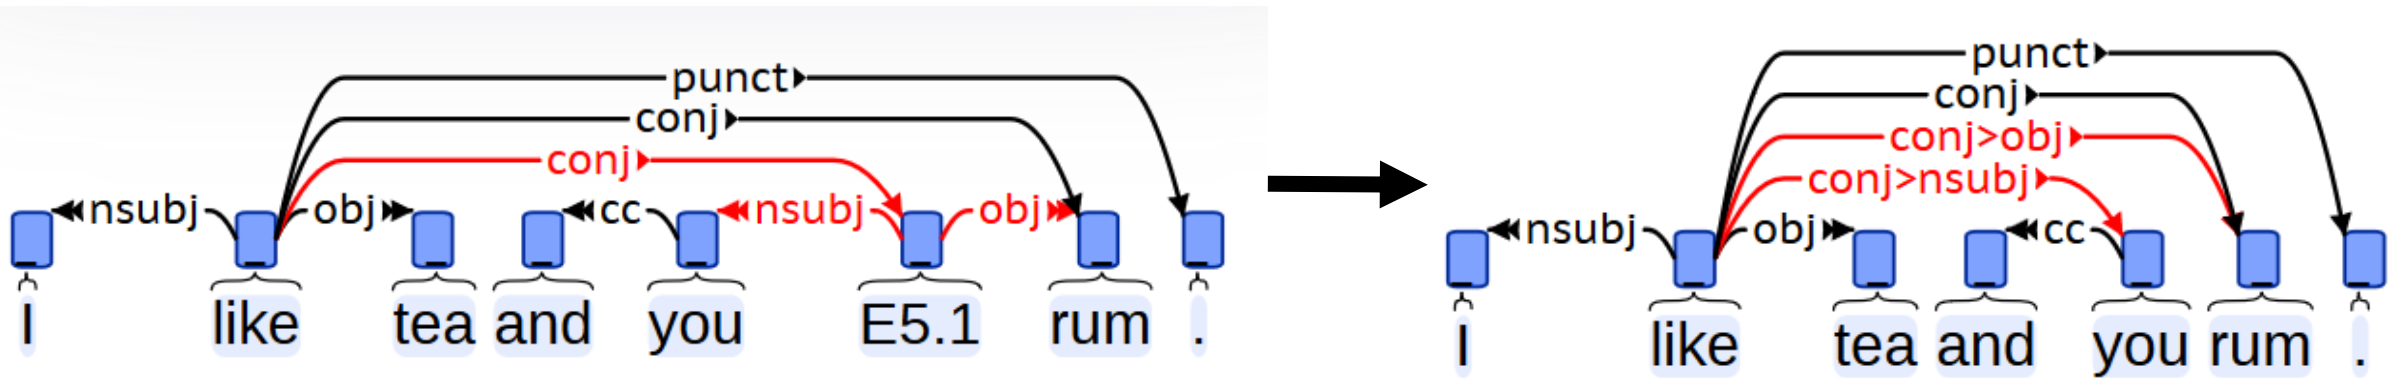 punct
conj
conj
nsubj obj cc nsubj obj
I like tea and you E5.1 rum .
punct
conj
conj>obj
conj>nsubj
nsubj obj cc
I like tea and you rum .